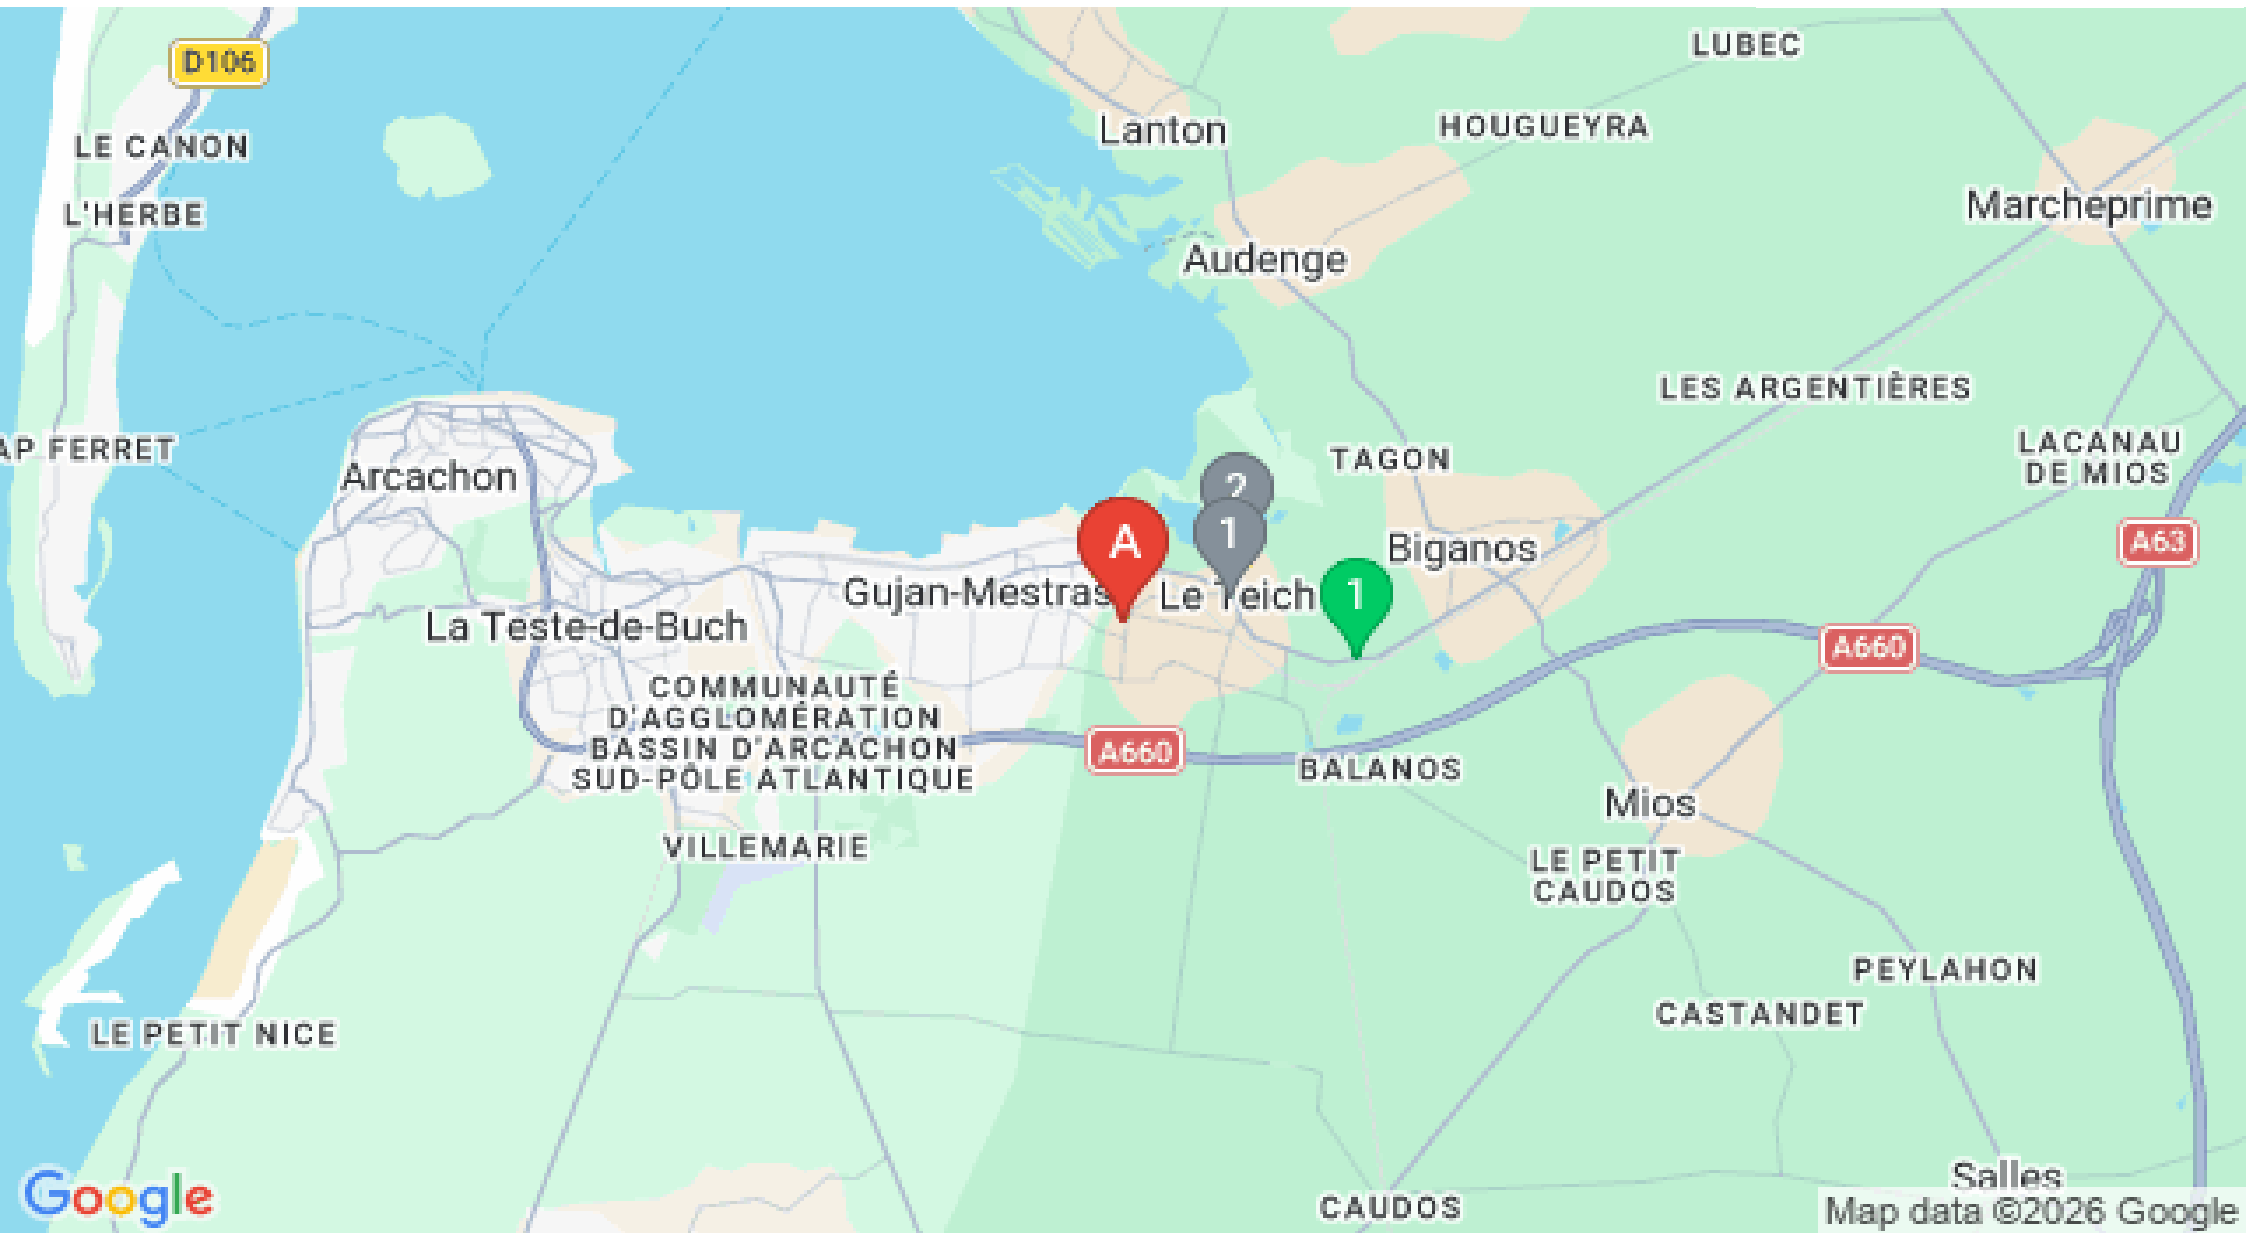 D106
LUBEC
LE CANON
Lanton
HOUGUEYRA
L'HERBE
Marcheprime
Audenge
LES ARGENTIÈRES
AP FERRET
Arcachon
TAGON
LACANAU
DE MIOS
2
1
A
Biganos
A63
Gujan-Mestras
Le Teich
1
La Teste-de-Buch
A660
COMMUNAUTÉ
D'AGGLOMÉRATION
BASSIN D'ARCACHON
SUD-PÔLE ATLANTIQUE
A660
BALANOS
Mios
VILLEMARIE
LE PETIT
CAUDOS
PEYLAHON
CASTANDET
LE PETIT NICE
Salles
Google
CAUDOS
Map data ©2026 Google